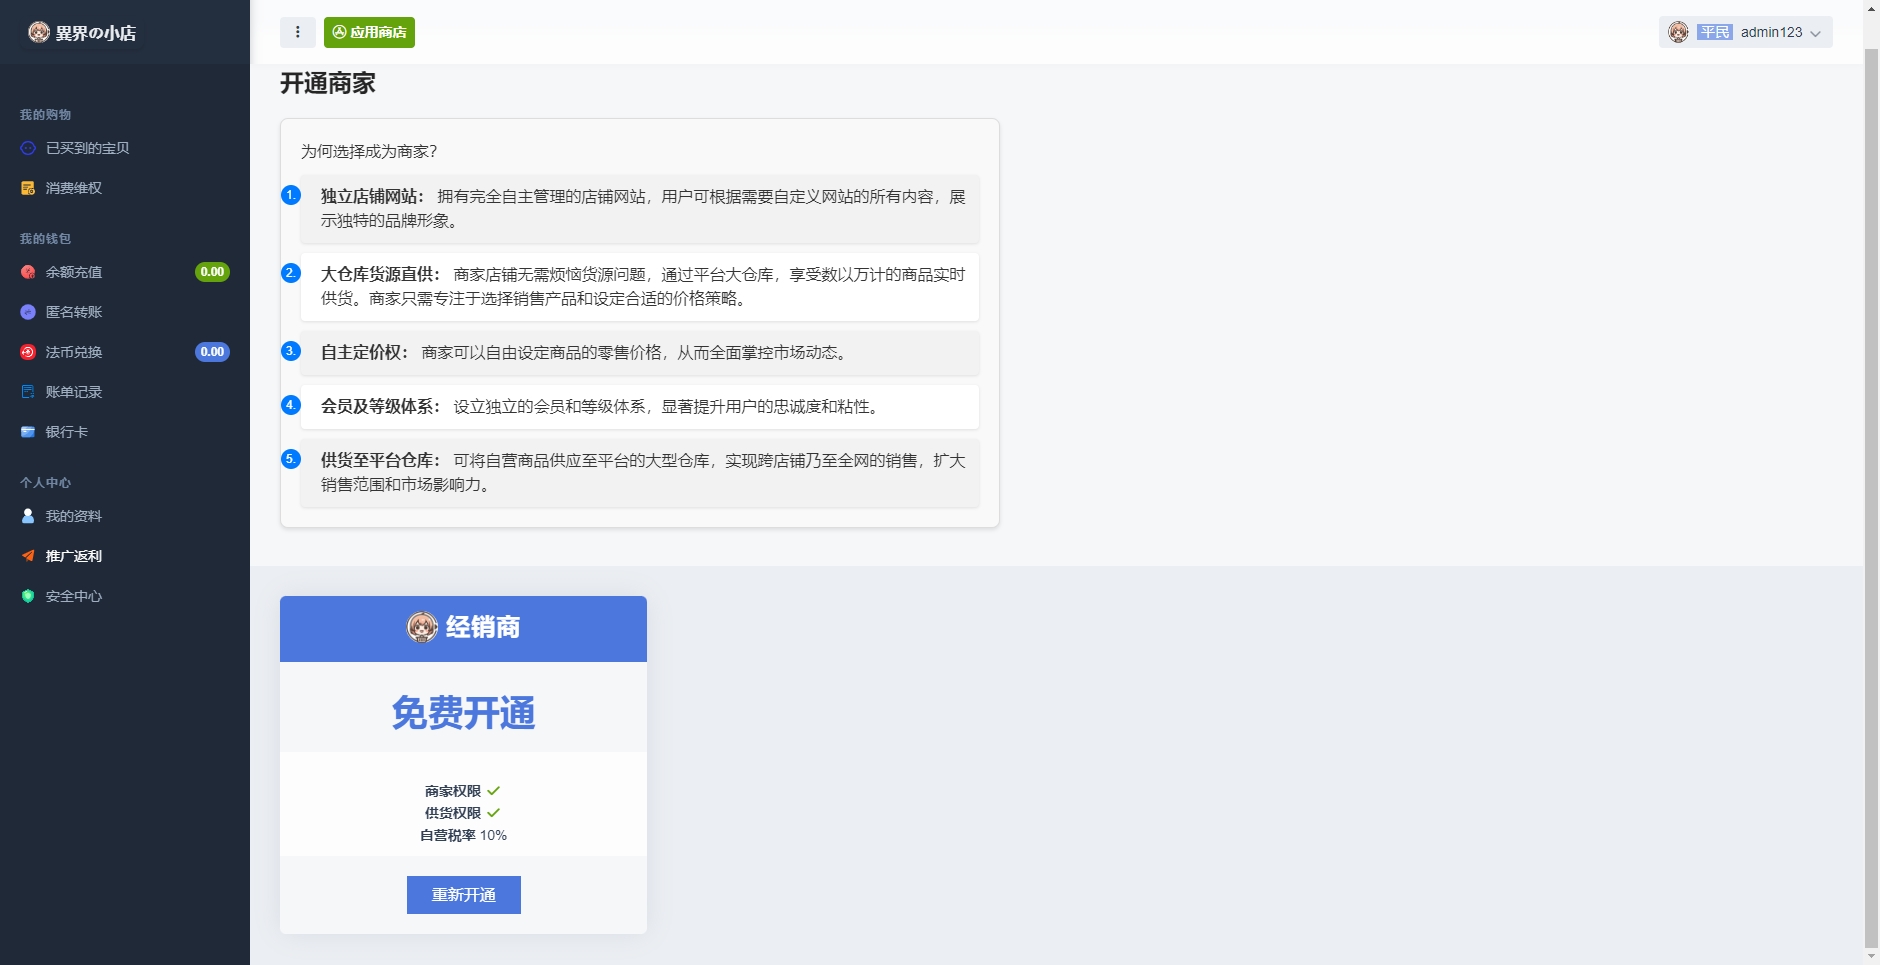 異界の小店
应用商店
平民 admin123
我的购物
已买到的宝贝
消费维权
我的钱包
余额充值 0.00
匿名转账
法币兑换 0.00
账单记录
银行卡
个人中心
我的资料
推广返利
安全中心
开通商家
为何选择成为商家?
1. 独立店铺网站： 拥有完全自主管理的店铺网站，用户可根据需要自定义网站的所有内容，展
示独特的品牌形象。
2. 大仓库货源直供： 商家店铺无需烦恼货源问题，通过平台大仓库，享受数以万计的商品实时
供货。商家只需专注于选择销售产品和设定合适的价格策略。
3. 自主定价权： 商家可以自由设定商品的零售价格，从而全面掌控市场动态。
4. 会员及等级体系： 设立独立的会员和等级体系，显著提升用户的忠诚度和粘性。
5. 供货至平台仓库： 可将自营商品供应至平台的大型仓库，实现跨店铺乃至全网的销售，扩大
销售范围和市场影响力。
经销商
免费开通
商家权限
供货权限
自营税率 10%
重新开通